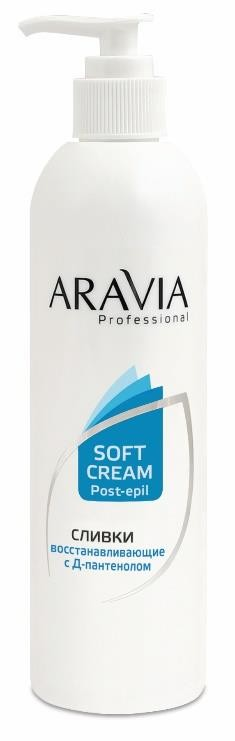 ARAVIA
Professional
SOFT
CREAM
Post-epil
СЛИВКИ
восстанавливающие
с Д-пантенолом